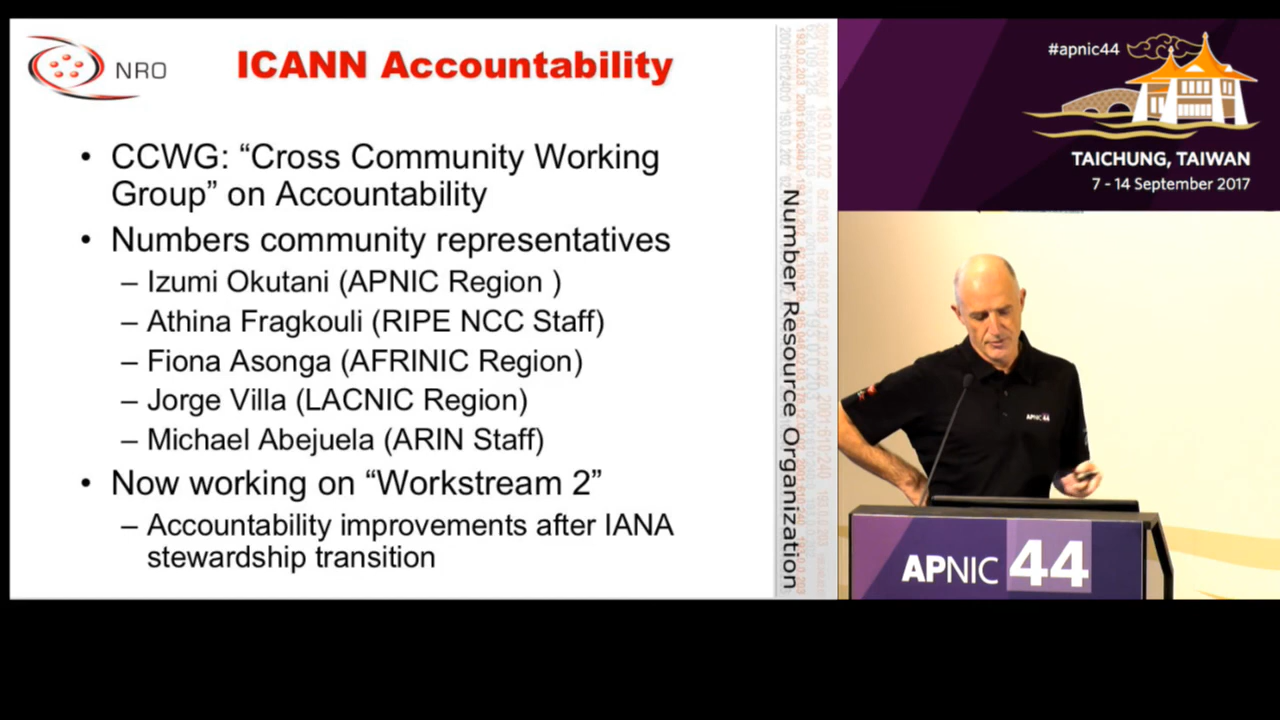 NRO
ICANN Accountability
• CCWG: “Cross Community Working
Group” on Accountability
• Numbers community representatives
– Izumi Okutani (APNIC Region )
– Athina Fragkouli (RIPE NCC Staff)
– Fiona Asonga (AFRINIC Region)
– Jorge Villa (LACNIC Region)
– Michael Abejuela (ARIN Staff)
• Now working on “Workstream 2”
– Accountability improvements after IANA
stewardship transition
Number Resource Organization
#apnic44
TAICHUNG, TAIWAN
7 - 14 September 2017
APNIC 44
APNIC 44